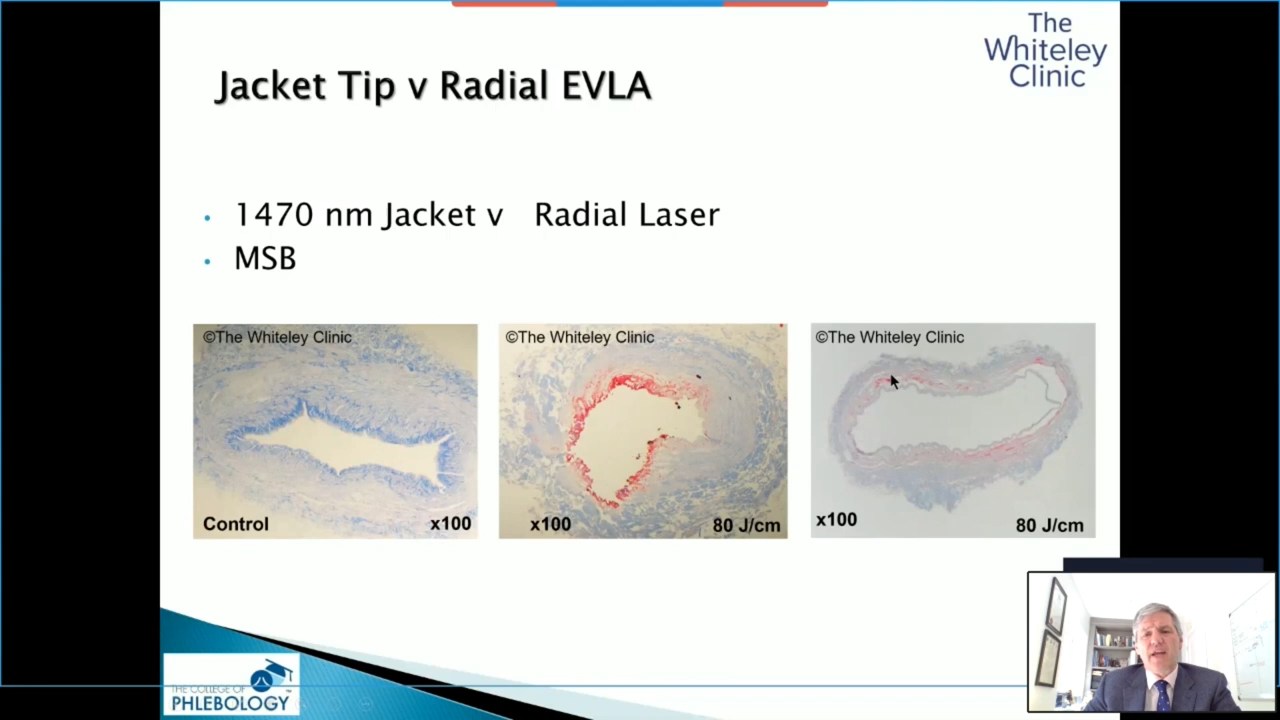 The
Whiteley
Clinic
Jacket Tip v Radial EVLA
• 1470 nm Jacket v Radial Laser
• MSB
©The Whiteley Clinic
Control x100
©The Whiteley Clinic
x100 80 J/cm
©The Whiteley Clinic
x100 80 J/cm
THE COLLEGE OF
PHLEBOLOGY